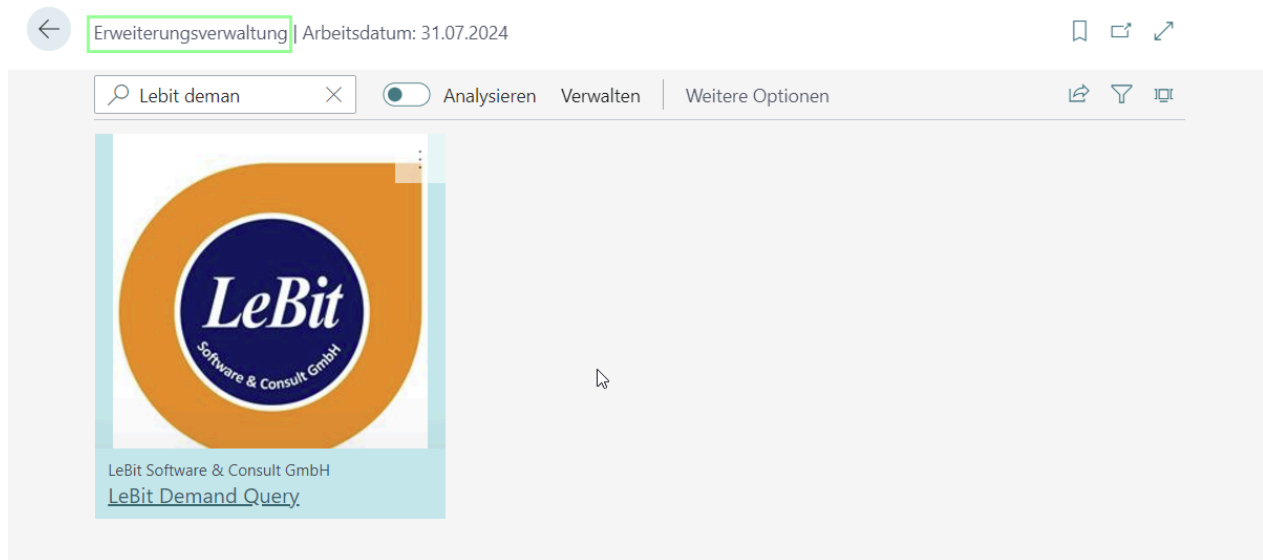 Erweiterungsverwaltung | Arbeitsdatum: 31.07.2024
Lebit deman Analysieren Verwalten Weitere Optionen
LeBit
Software & Consult GmbH
LeBit Software & Consult GmbH
LeBit Demand Query